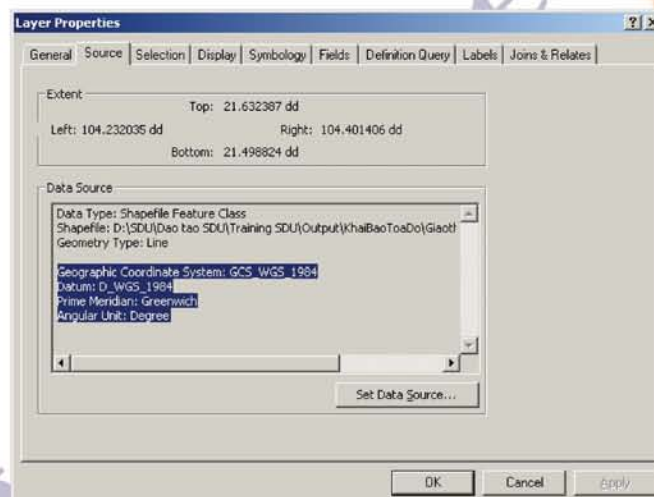 Layer Properties
General Source Selection Display Symbology Fields Definition Query Labels Joins & Relates
Extent
Top: 21.632387 dd
Left: 104.232035 dd Right: 104.401406 dd
Bottom: 21.498824 dd
Data Source
Data Type: Shapefile Feature Class
Shapefile: D:\SDU\Dao tao SDU\Training SDU\Output\KhaiBaoToaDo\Giaoth
Geometry Type: Line
Geographic Coordinate System: GCS_WGS_1984
Datum: D_WGS_1984
Prime Meridian: Greenwich
Angular Unit: Degree
Set Data Source...
OK Cancel Apply